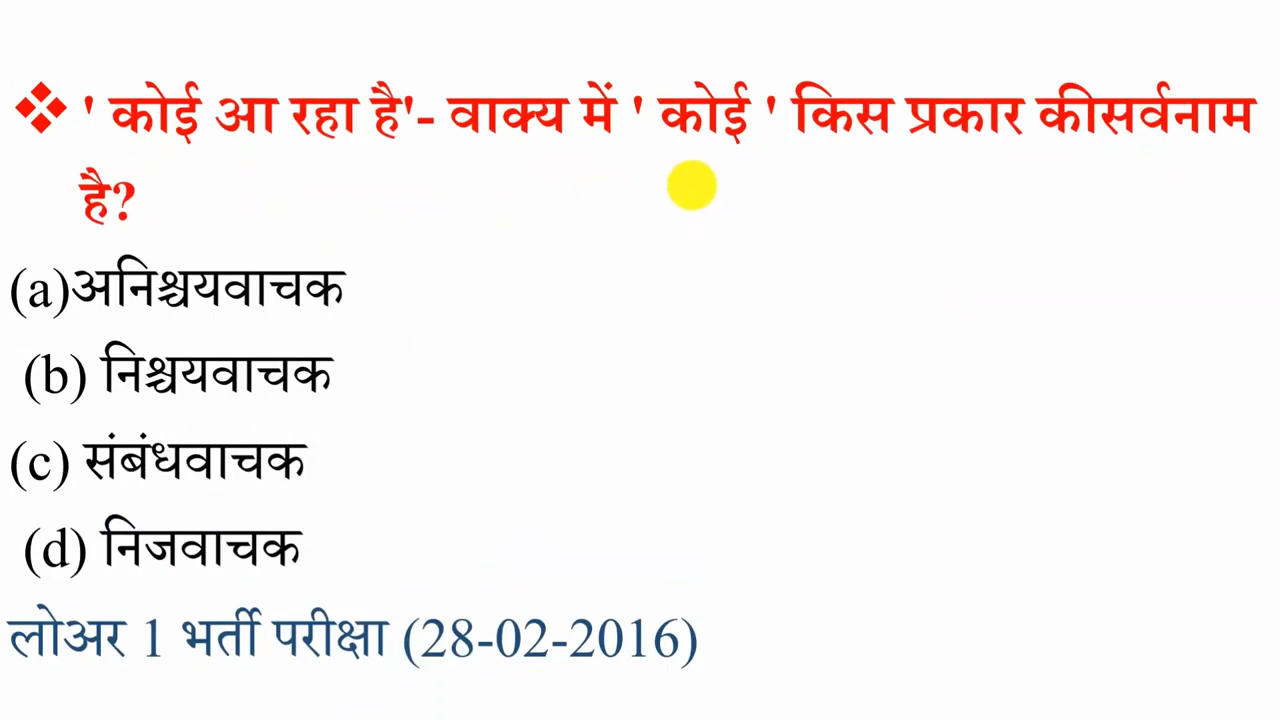 ❖ ' कोई आ रहा है'- वाक्य में ' कोई ' किस प्रकार कीसर्वनाम
है?
(a)अनिश्चयवाचक
(b) निश्चयवाचक
(c) संबंधवाचक
(d) निजवाचक
लोअर 1 भर्ती परीक्षा (28-02-2016)